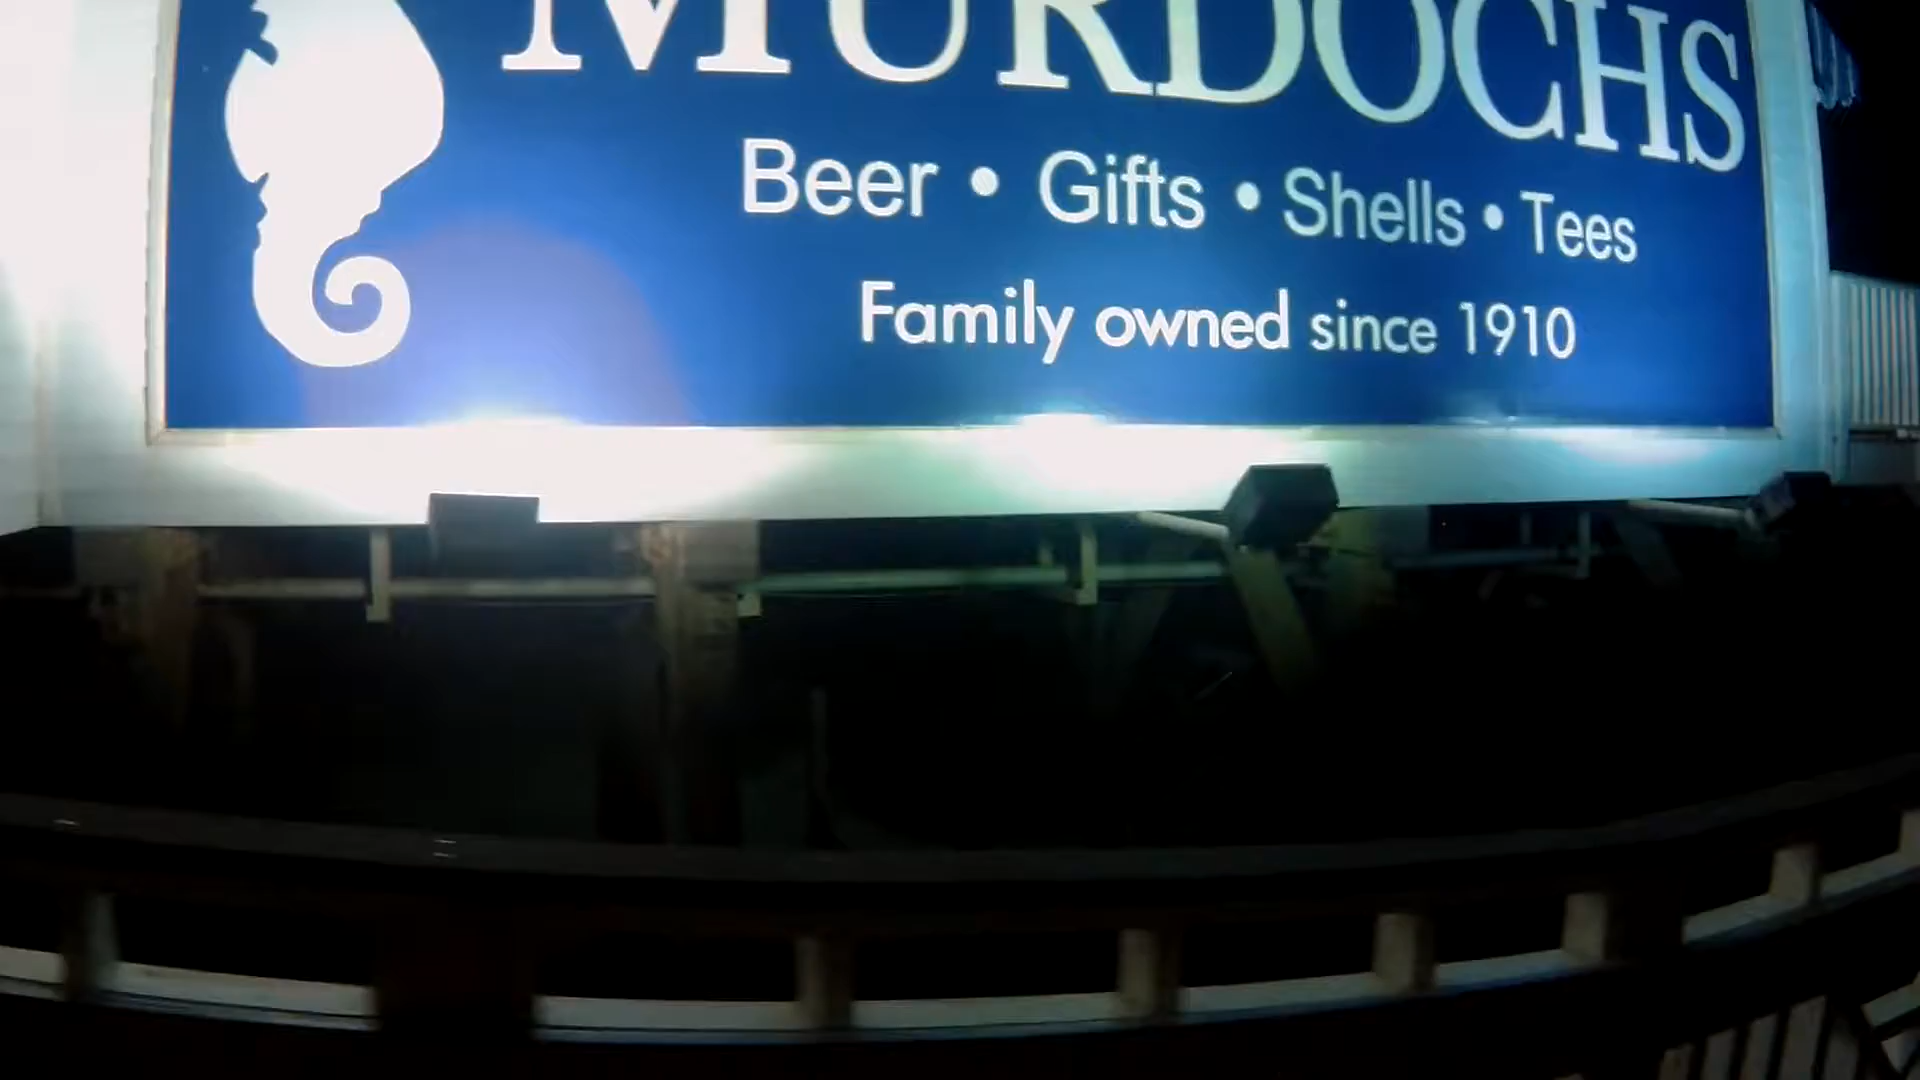 MURDOCHS
Beer • Gifts • Shells • Tees
Family owned since 1910